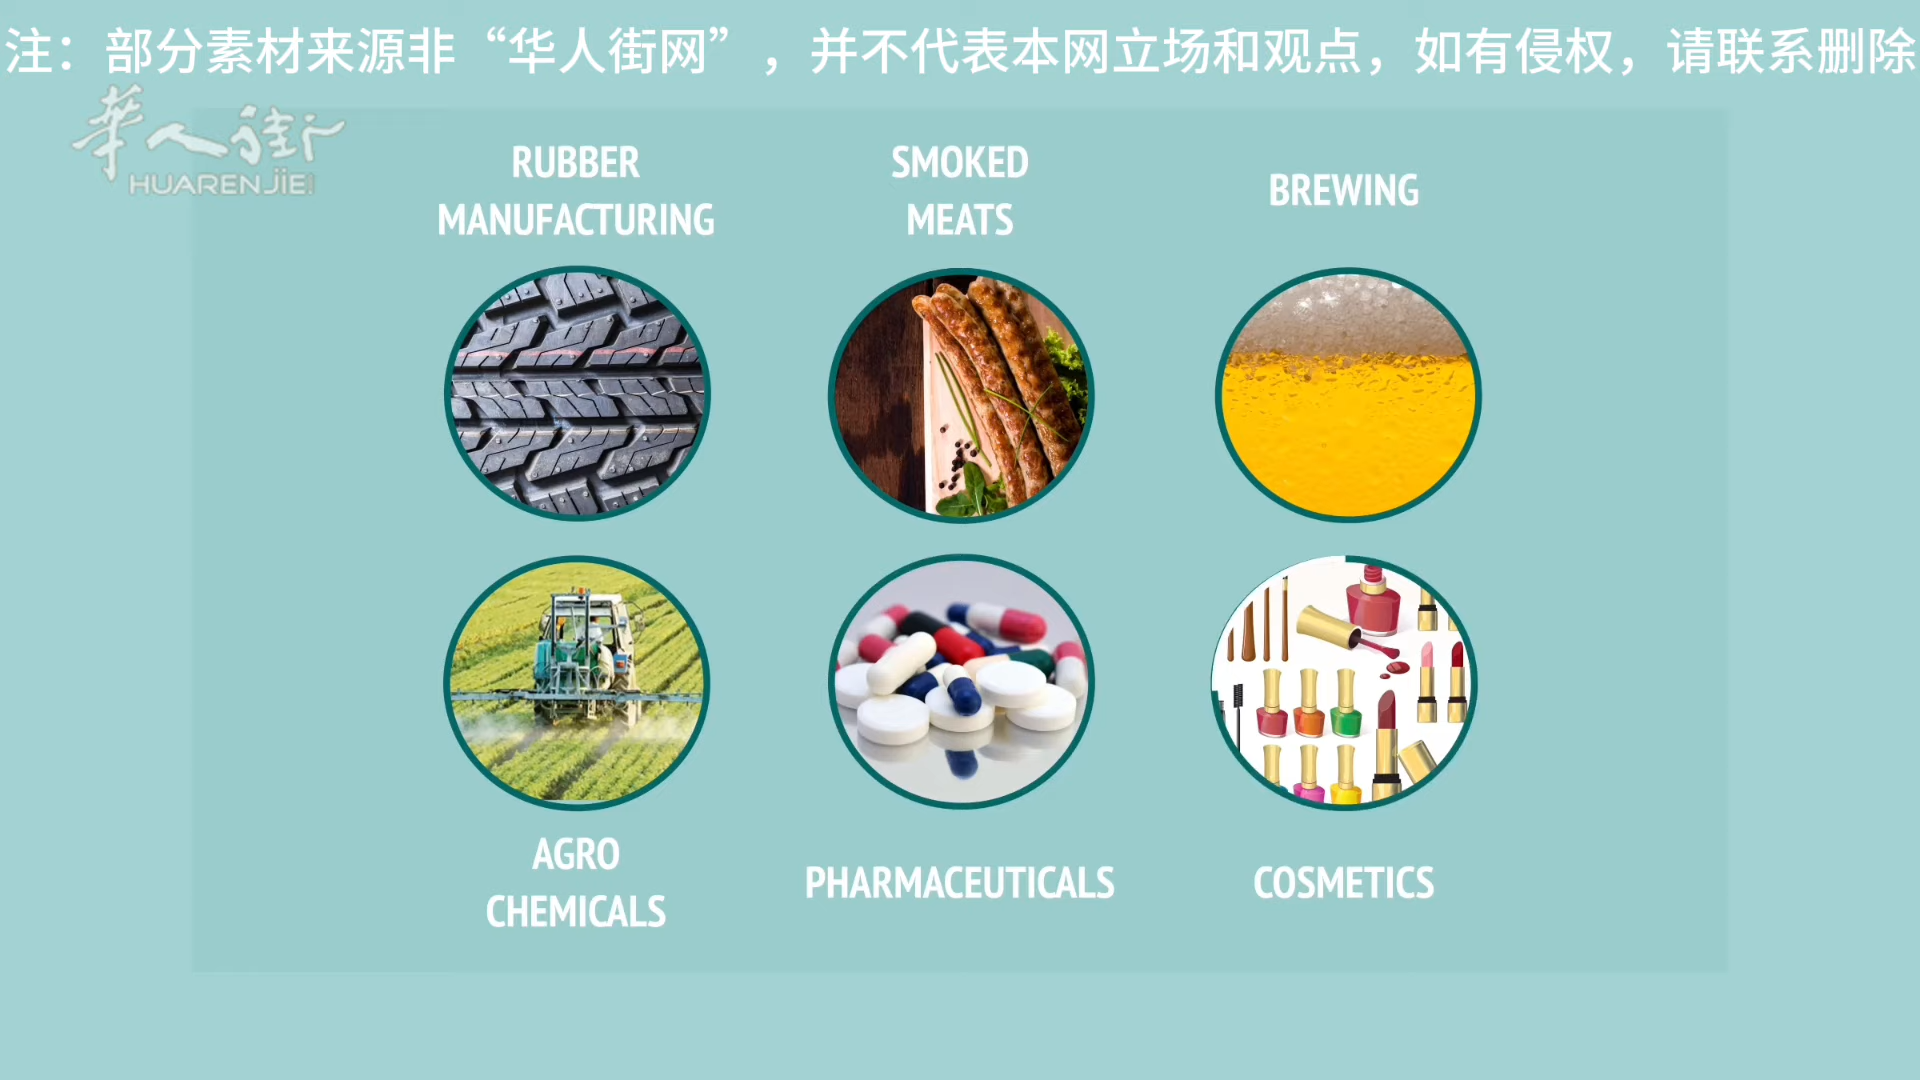 注：部分素材来源非“华人街网”，并不代表本网立场和观点，如有侵权，请联系删除
華人街
HUARENJIE
RUBBER
MANUFACTURING
SMOKED
MEATS
BREWING
AGRO
CHEMICALS
PHARMACEUTICALS
COSMETICS